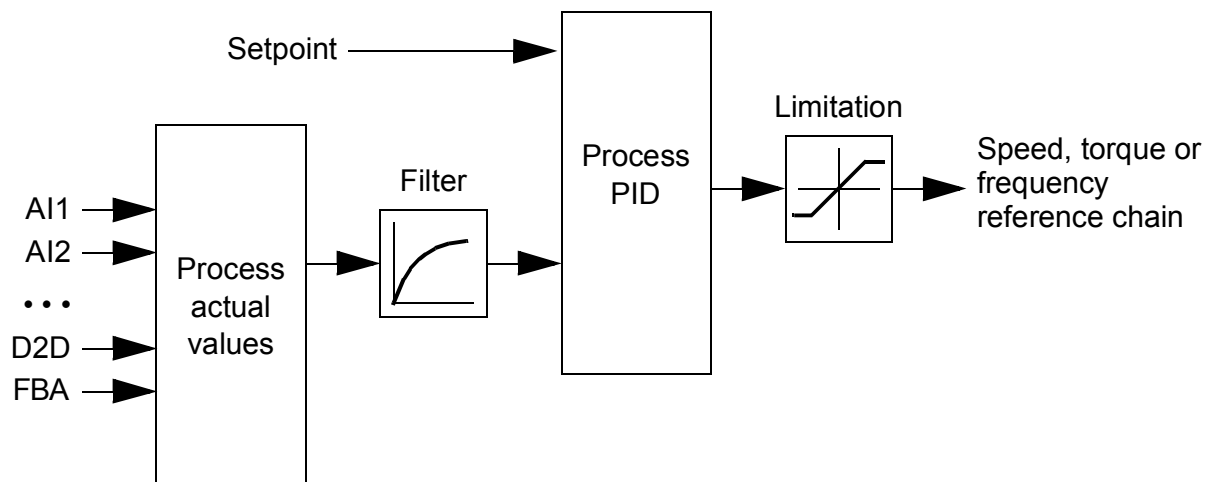 Setpoint
Limitation
Process
PID
Speed, torque or
frequency
reference chain
Filter
AI1
AI2
• • •
D2D
FBA
Process
actual
values